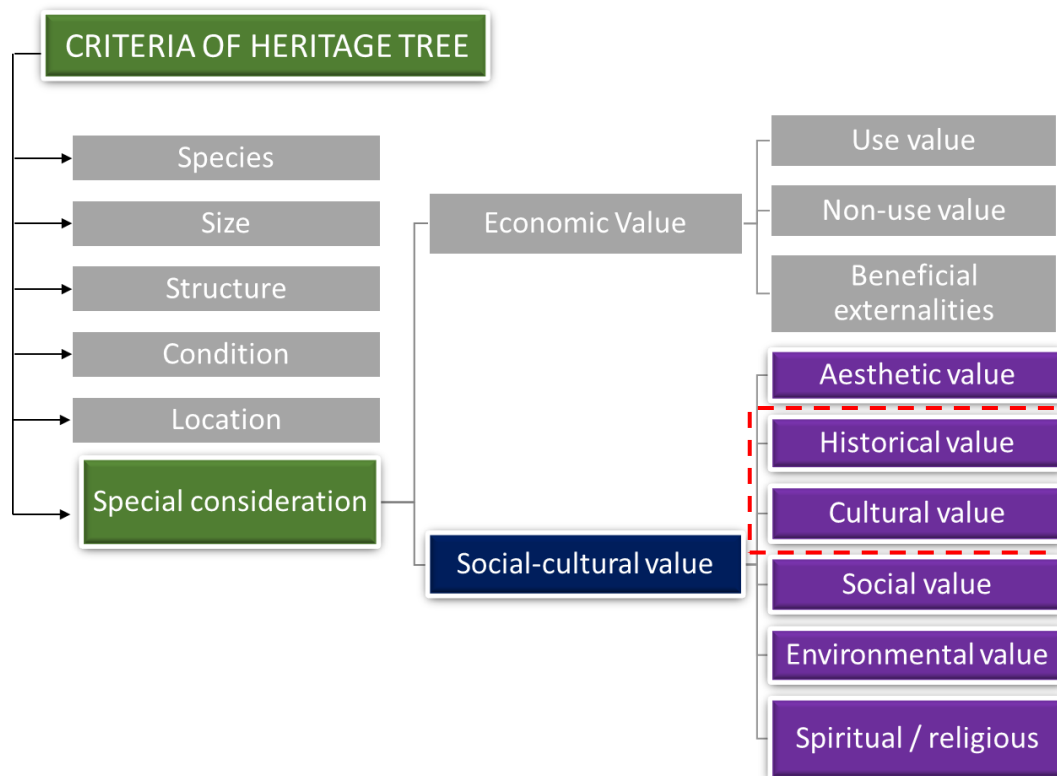 CRITERIA OF HERITAGE TREE
Species
Size
Structure
Condition
Location
Special consideration
Economic Value
Social-cultural value
Use value
Non-use value
Beneficial
externalities
Aesthetic value
Historical value
Cultural value
Social value
Environmental value
Spiritual / religious